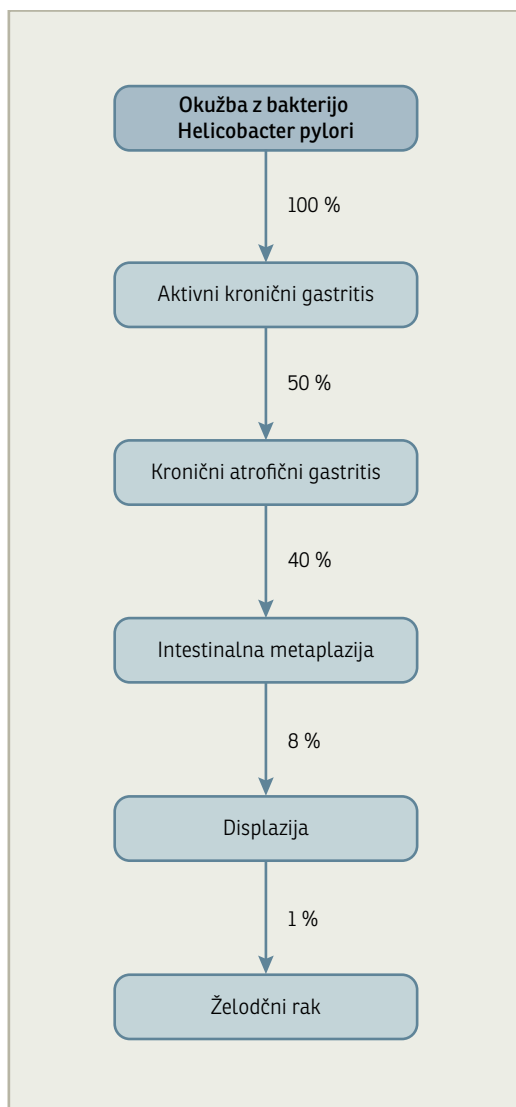 Okužba z bakterijo
Helicobacter pylori
100 %
Aktivni kronični gastritis
50 %
Kronični atrofični gastritis
40 %
Intestinalna metaplazija
8 %
Displazija
1 %
Želodčni rak